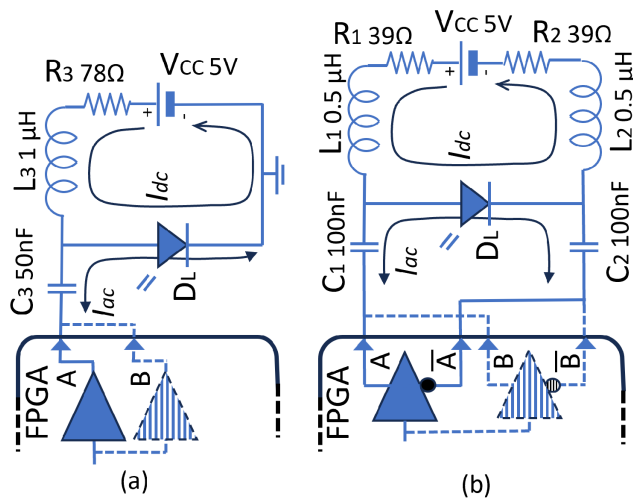 R3 78Ω
VCC 5V
+ -
L3 1 µH
Idc
C3 50nF
Iac
DL
FPGA
A
B
(a)
R1 39Ω
VCC 5V
R2 39Ω
+ -
L1 0.5 µH
Idc
L2 0.5 µH
C1 100nF
Iac
DL
C2 100nF
FPGA
A
A̅
B
B̅
(b)